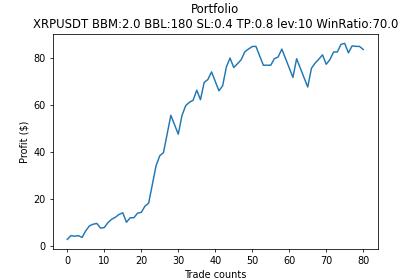 Portfolio
XRPUSDT BBM:2.0 BBL:180 SL:0.4 TP:0.8 lev:10 WinRatio:70.0
Profit ($)
80
60
40
20
0
0 10 20 30 40 50 60 70 80
Trade counts